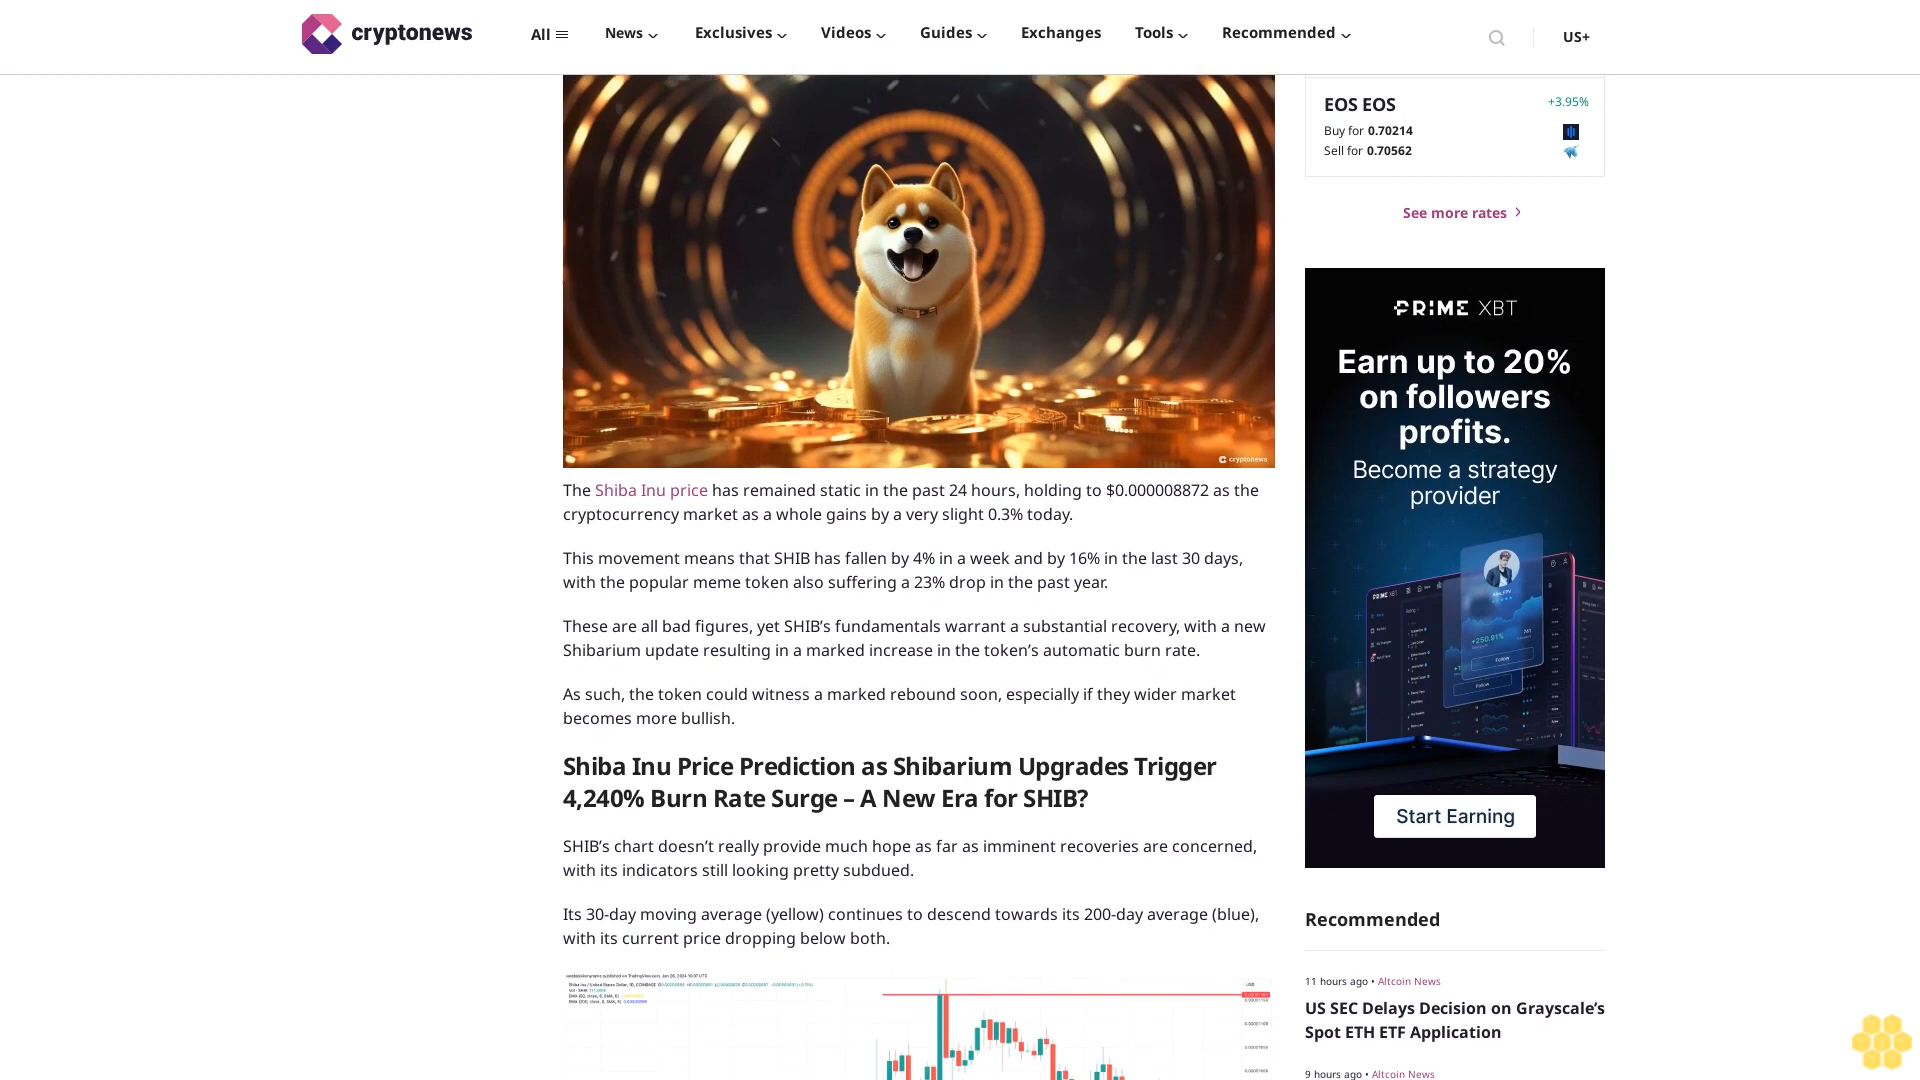 cryptonews
All
News
Exclusives
Videos
Guides
Exchanges
Tools
Recommended
US+
cryptonews
The Shiba Inu price has remained static in the past 24 hours, holding to $0.000008872 as the
cryptocurrency market as a whole gains by a very slight 0.3% today.
This movement means that SHIB has fallen by 4% in a week and by 16% in the last 30 days,
with the popular meme token also suffering a 23% drop in the past year.
These are all bad figures, yet SHIB’s fundamentals warrant a substantial recovery, with a new
Shibarium update resulting in a marked increase in the token’s automatic burn rate.
As such, the token could witness a marked rebound soon, especially if they wider market
becomes more bullish.
Shiba Inu Price Prediction as Shibarium Upgrades Trigger
4,240% Burn Rate Surge – A New Era for SHIB?
SHIB’s chart doesn’t really provide much hope as far as imminent recoveries are concerned,
with its indicators still looking pretty subdued.
Its 30-day moving average (yellow) continues to descend towards its 200-day average (blue),
with its current price dropping below both.
USD
EOS EOS
+3.95%
Buy for 0.70214
Sell for 0.70562
See more rates
PRIME XBT
Earn up to 20%
on followers
profits.
Become a strategy
provider
PRIME XBT
+250.91%
Follow
Follow
Start Earning
Recommended
11 hours ago • Altcoin News
US SEC Delays Decision on Grayscale’s
Spot ETH ETF Application
9 hours ago • Altcoin News